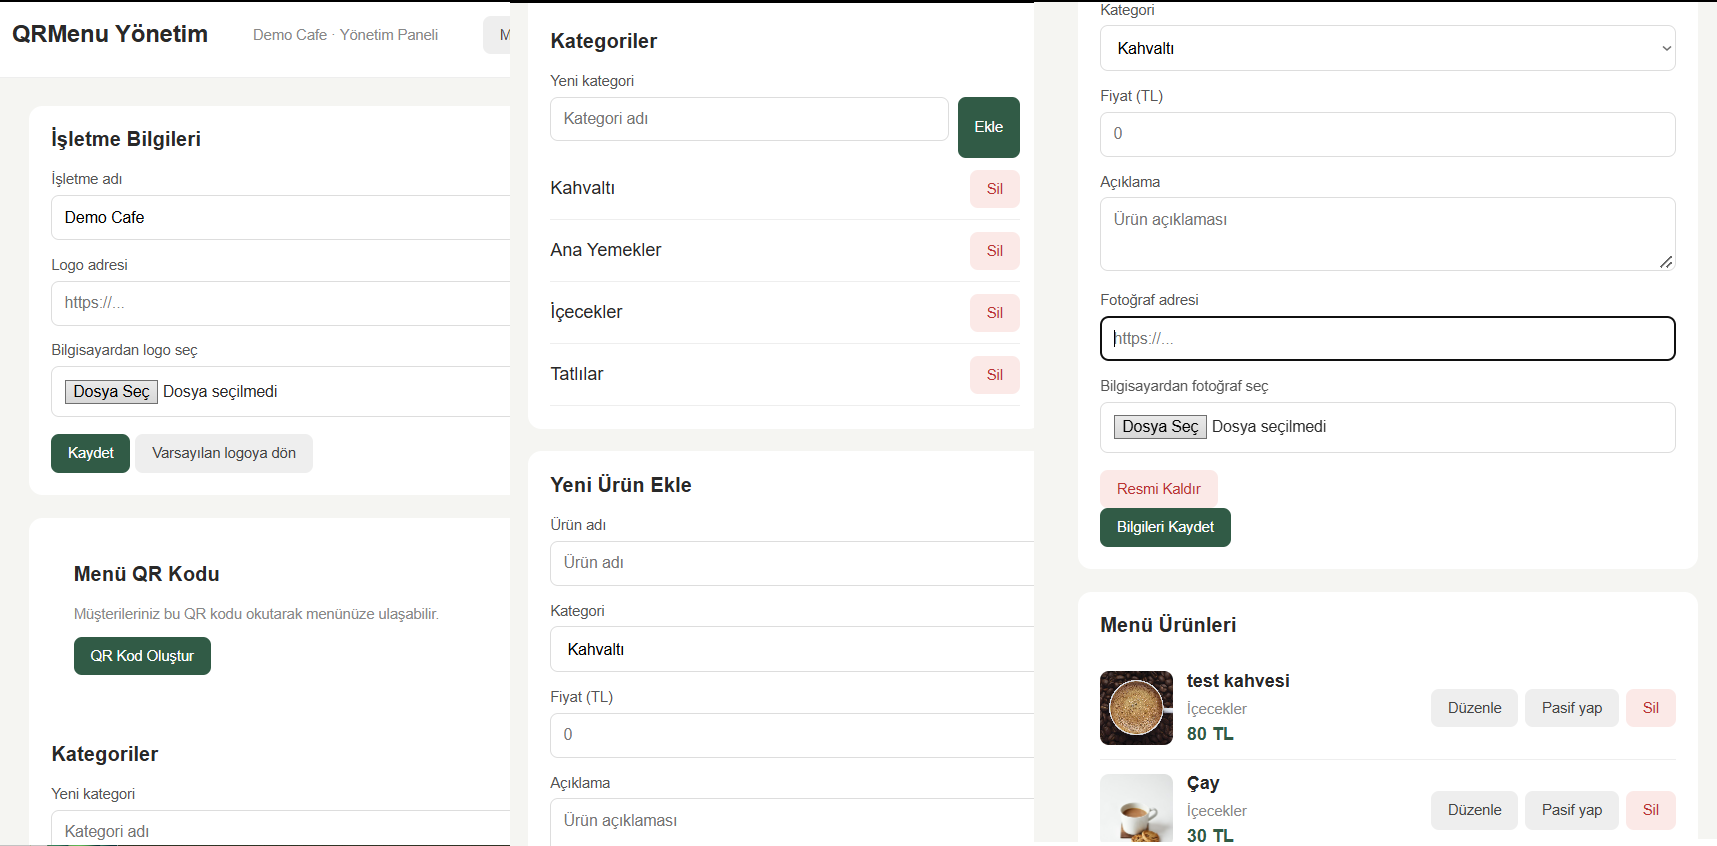 QRMenu Yönetim
Demo Cafe · Yönetim Paneli
M
İşletme Bilgileri
İşletme adı
Demo Cafe
Logo adresi
https://...
Bilgisayardan logo seç
Dosya Seç Dosya seçilmedi
Kaydet
Varsayılan logoya dön
Menü QR Kodu
Müşterileriniz bu QR kodu okutarak menünüze ulaşabilir.
QR Kod Oluştur
Kategoriler
Yeni kategori
Kategori adı
Kategoriler
Yeni kategori
Kategori adı
Ekle
Kahvaltı
Sil
Ana Yemekler
Sil
İçecekler
Sil
Tatlılar
Sil
Yeni Ürün Ekle
Ürün adı
Ürün adı
Kategori
Kahvaltı
Fiyat (TL)
0
Açıklama
Ürün açıklaması
Kategori
Kahvaltı
Fiyat (TL)
0
Açıklama
Ürün açıklaması
Fotoğraf adresi
https://...
Bilgisayardan fotoğraf seç
Dosya Seç Dosya seçilmedi
Resmi Kaldır
Bilgileri Kaydet
Menü Ürünleri
test kahvesi
İçecekler
80 TL
Düzenle
Pasif yap
Sil
Çay
İçecekler
30 TL
Düzenle
Pasif yap
Sil